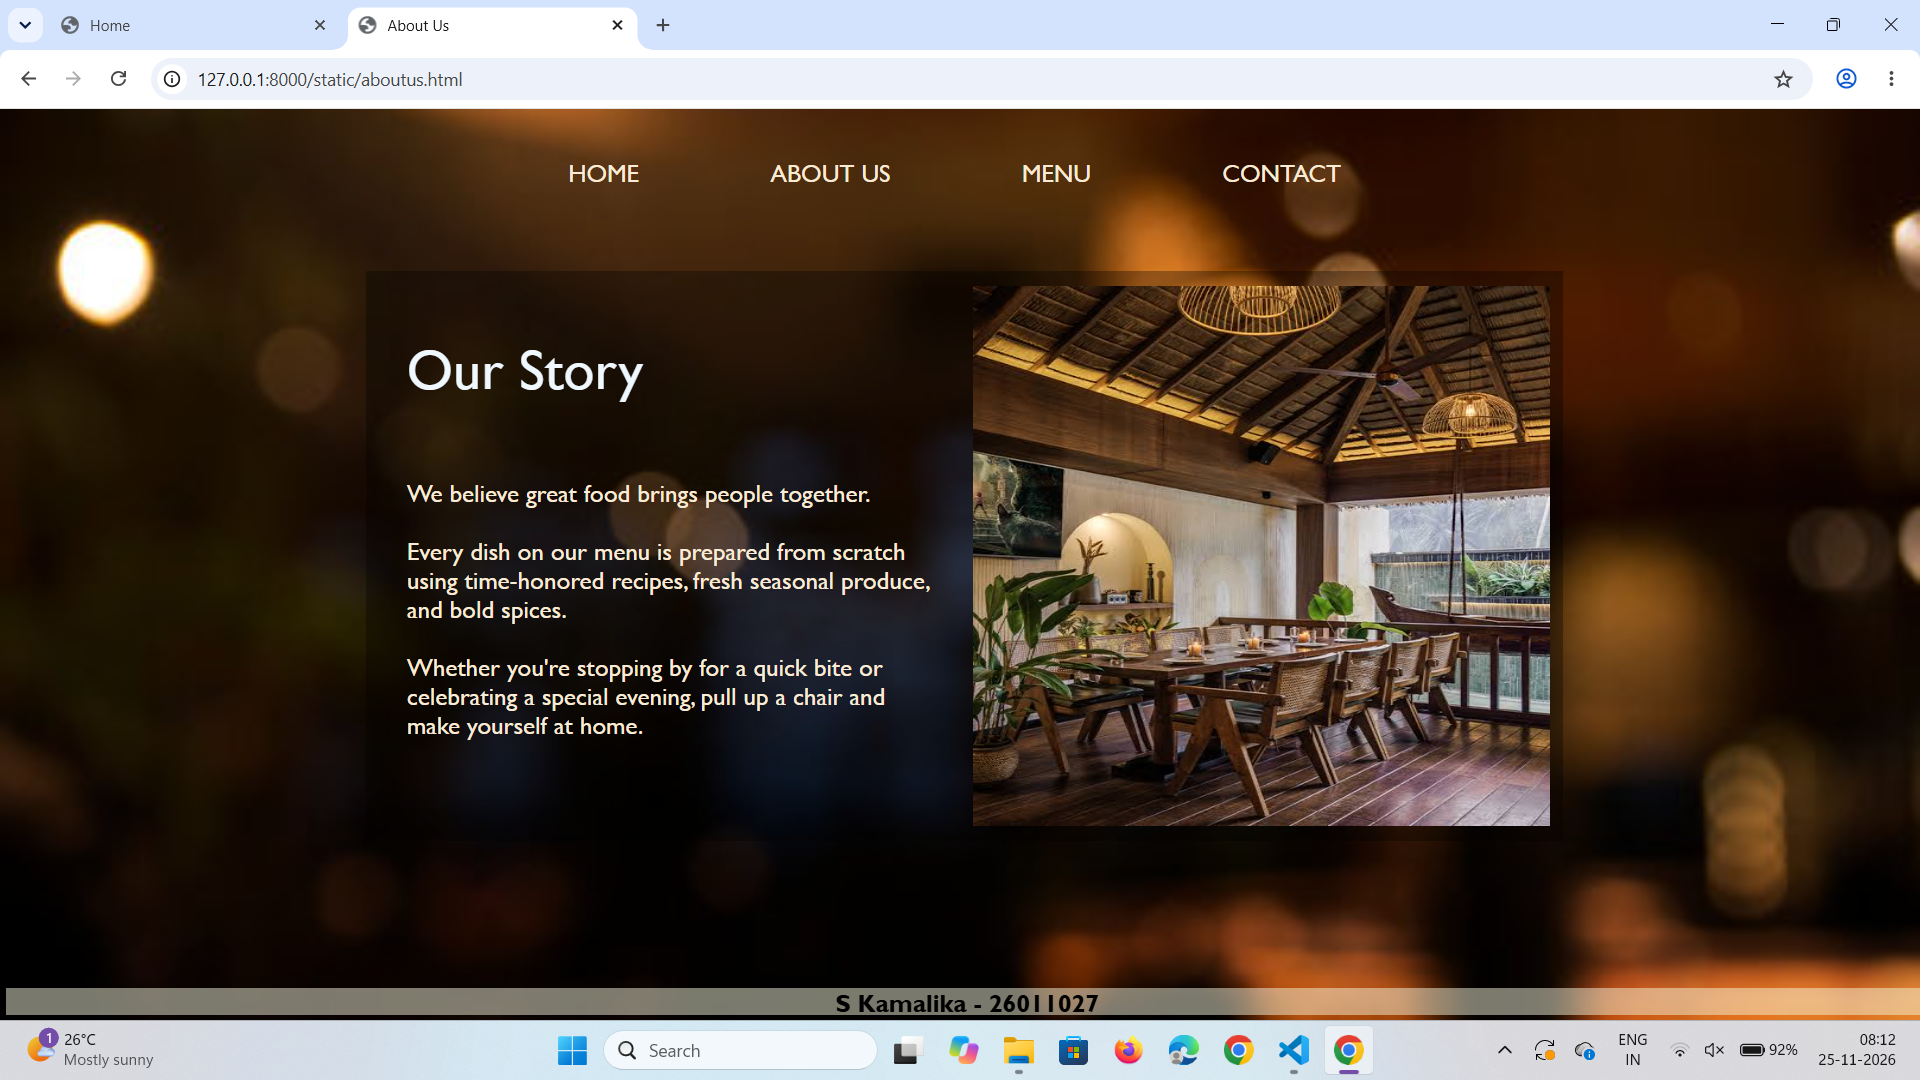 Home
About Us
127.0.0.1:8000/static/aboutus.html
HOME
ABOUT US
MENU
CONTACT
Our Story
We believe great food brings people together.
Every dish on our menu is prepared from scratch
using time-honored recipes, fresh seasonal produce,
and bold spices.
Whether you're stopping by for a quick bite or
celebrating a special evening, pull up a chair and
make yourself at home.
S Kamalika - 26011027
1
26°C
Mostly sunny
Search
ENG
IN
92%
08:12
25-11-2026